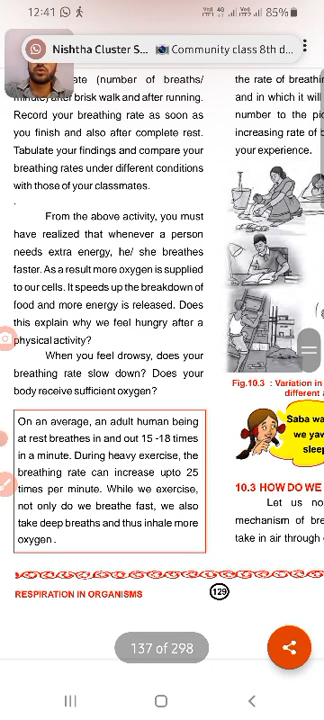 12:41
85%
Nishtha Cluster S...
Community class 8th d...
ate (number of breaths/
minute) after brisk walk and after running.
Record your breathing rate as soon as
you finish and also after complete rest.
Tabulate your findings and compare your
breathing rates under different conditions
with those of your classmates.
From the above activity, you must
have realized that whenever a person
needs extra energy, he/ she breathes
faster. As a result more oxygen is supplied
to our cells. It speeds up the breakdown of
food and more energy is released. Does
this explain why we feel hungry after a
physical activity?
When you feel drowsy, does your
breathing rate slow down? Does your
body receive sufficient oxygen?
On an average, an adult human being
at rest breathes in and out 15 -18 times
in a minute. During heavy exercise, the
breathing rate can increase upto 25
times per minute. While we exercise,
not only do we breathe fast, we also
take deep breaths and thus inhale more
oxygen .
the rate of breathi
and in which it will
number to the pi
increasing rate of b
your experience.
Fig.10.3 : Variation in
different a
Saba wa
we yaw
sleep
10.3 HOW DO WE
Let us no
mechanism of bre
take in air through
RESPIRATION IN ORGANISMS
129
137 of 298